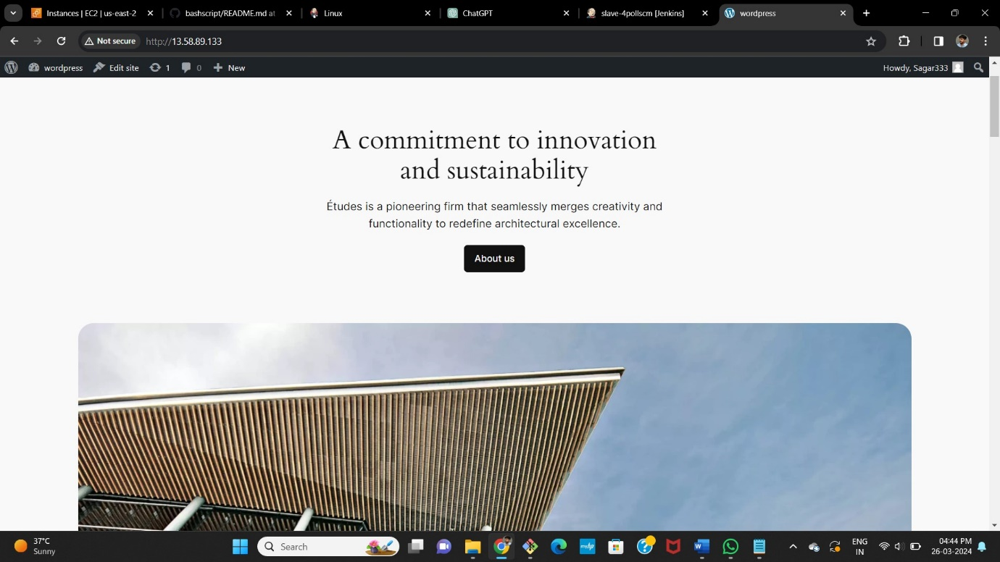 Instances | EC2 | us-east-2
bashscript/README.md at
Linux
ChatGPT
slave-4pollscm [Jenkins]
wordpress
Not secure
http://13.58.89.133
wordpress
Edit site
1
0
New
Howdy, Sagar333
A commitment to innovation
and sustainability
Études is a pioneering firm that seamlessly merges creativity and
functionality to redefine architectural excellence.
About us
37°C
Sunny
Search
myhp
W
ENG
IN
04:44 PM
26-03-2024